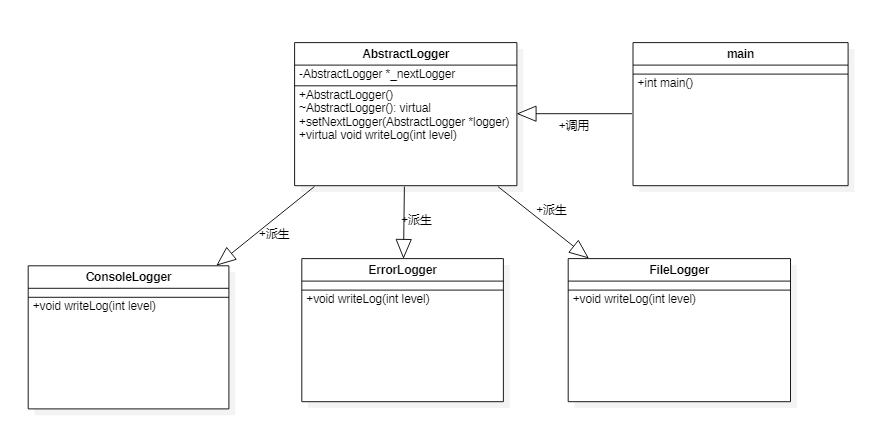 AbstractLogger
-AbstractLogger *_nextLogger
+AbstractLogger()
~AbstractLogger(): virtual
+setNextLogger(AbstractLogger *logger)
+virtual void writeLog(int level)
main
+int main()
+调用
+派生
+派生
+派生
ConsoleLogger
+void writeLog(int level)
ErrorLogger
+void writeLog(int level)
FileLogger
+void writeLog(int level)